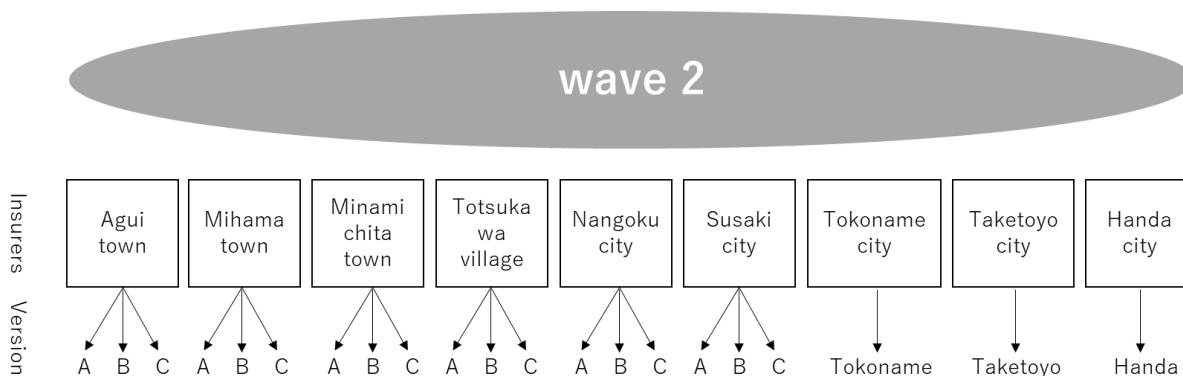 wave 2
Insurers
Agui
town
Mihama
town
Minami
chita
town
Totsuka
wa
village
Nangoku
city
Susaki
city
Tokoname
city
Taketoyo
city
Handa
city
Version
A B C
A B C
A B C
A B C
A B C
A B C
Tokoname
Taketoyo
Handa